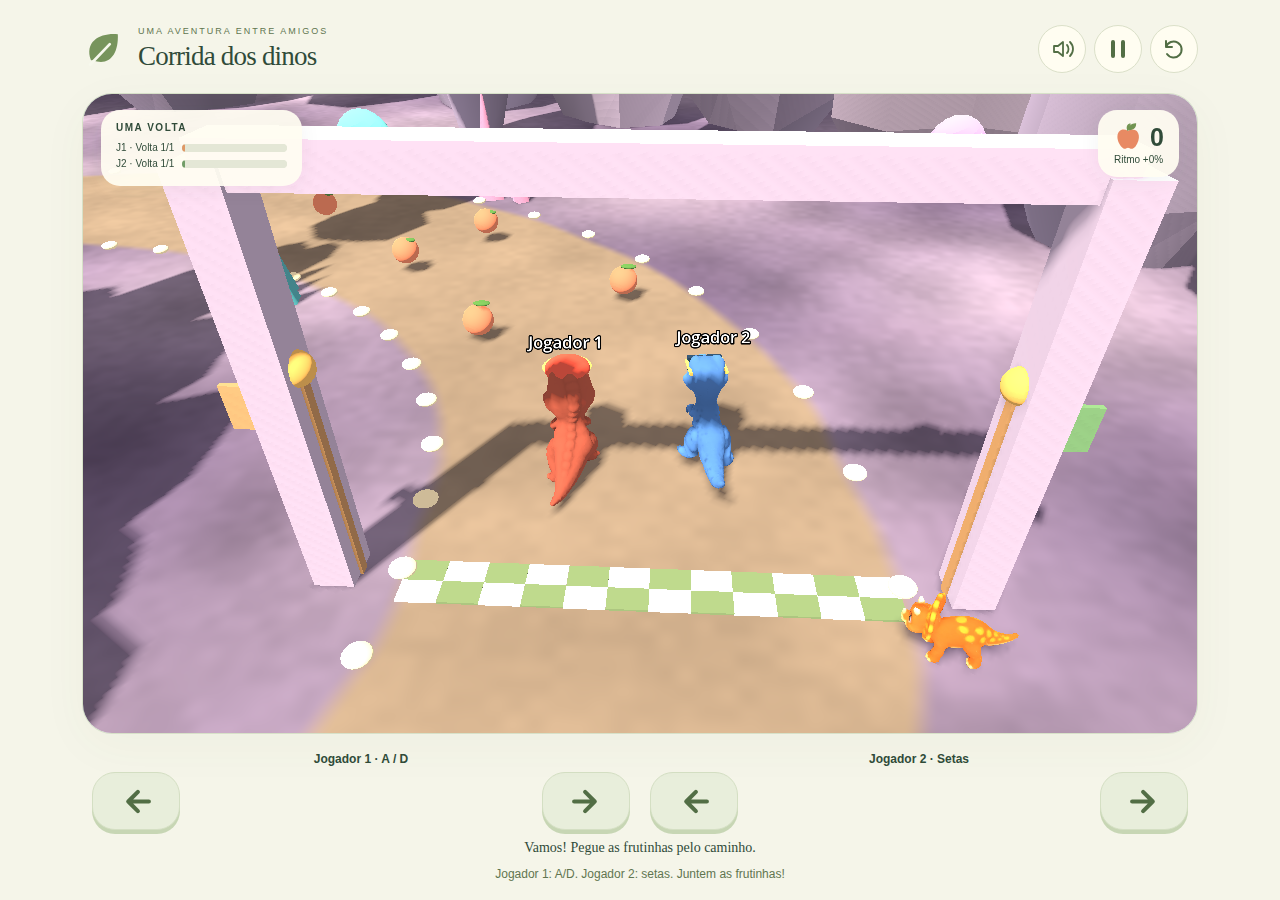 UMA AVENTURA ENTRE AMIGOS
Corrida dos dinos
UMA VOLTA
J1 · Volta 1/1
J2 · Volta 1/1
0
Ritmo +0%
Jogador 1
Jogador 2
Jogador 1 · A / D
Jogador 2 · Setas
Vamos! Pegue as frutinhas pelo caminho.
Jogador 1: A/D. Jogador 2: setas. Juntem as frutinhas!